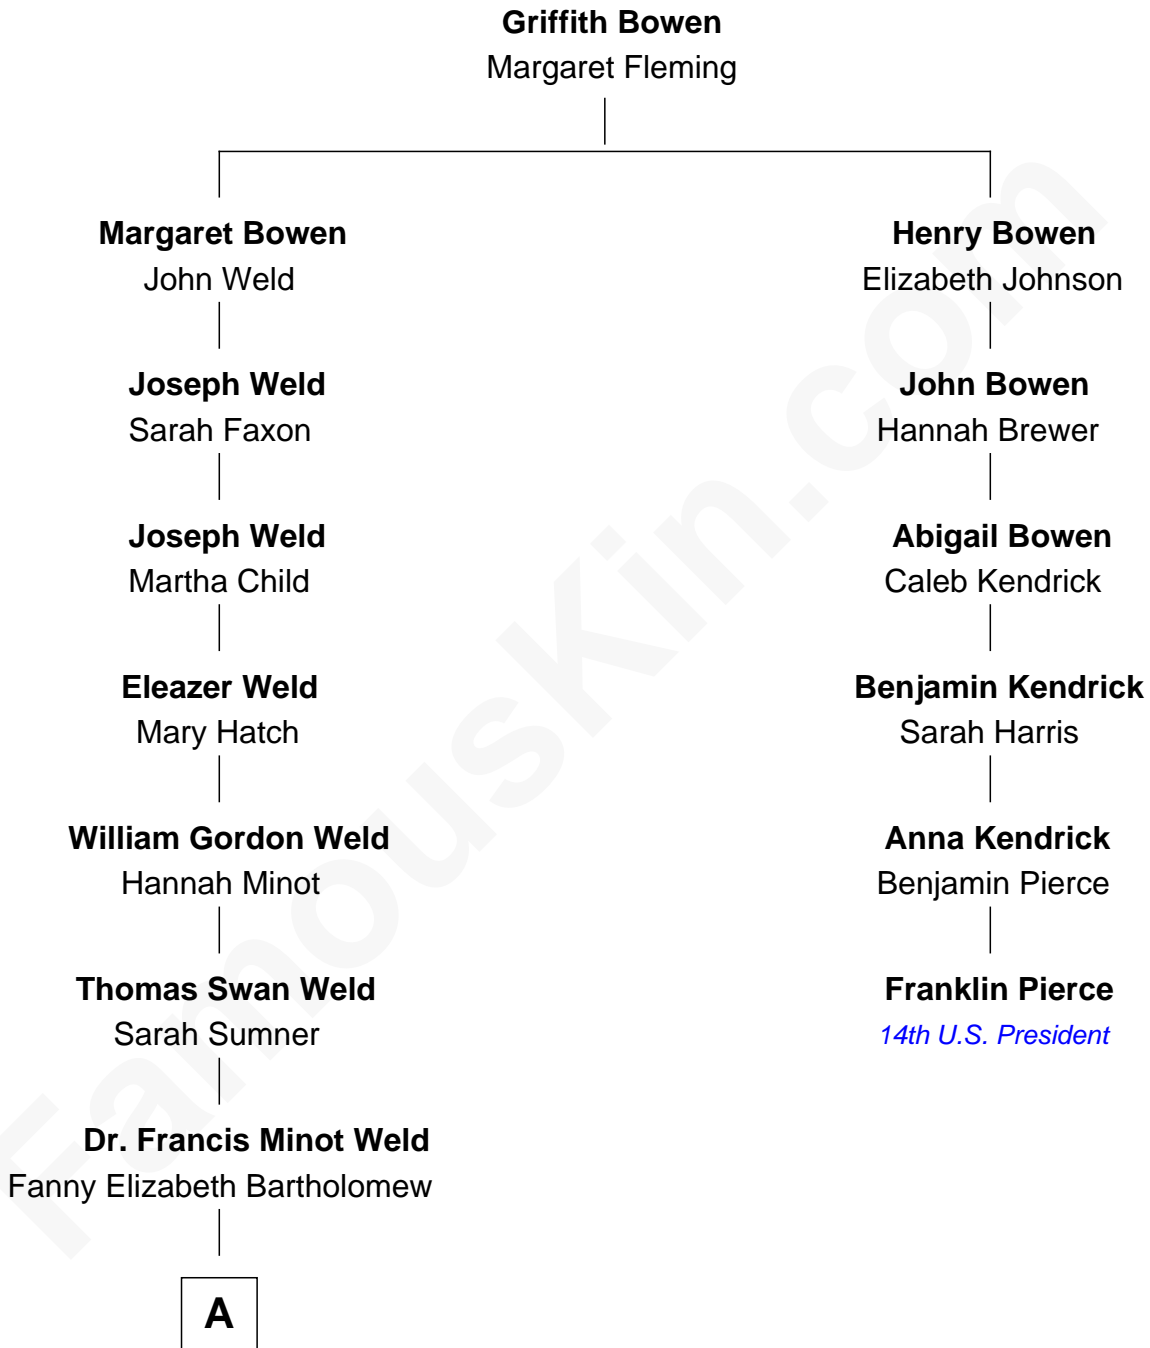 Griffith Bowen
Margaret Fleming
Margaret Bowen
John Weld
Henry Bowen
Elizabeth Johnson
Joseph Weld
Sarah Faxon
John Bowen
Hannah Brewer
Joseph Weld
Martha Child
Abigail Bowen
Caleb Kendrick
Eleazer Weld
Mary Hatch
Benjamin Kendrick
Sarah Harris
William Gordon Weld
Hannah Minot
Anna Kendrick
Benjamin Pierce
Thomas Swan Weld
Sarah Sumner
Franklin Pierce
14th U.S. President
Dr. Francis Minot Weld
Fanny Elizabeth Bartholomew
A
FamousKin.com